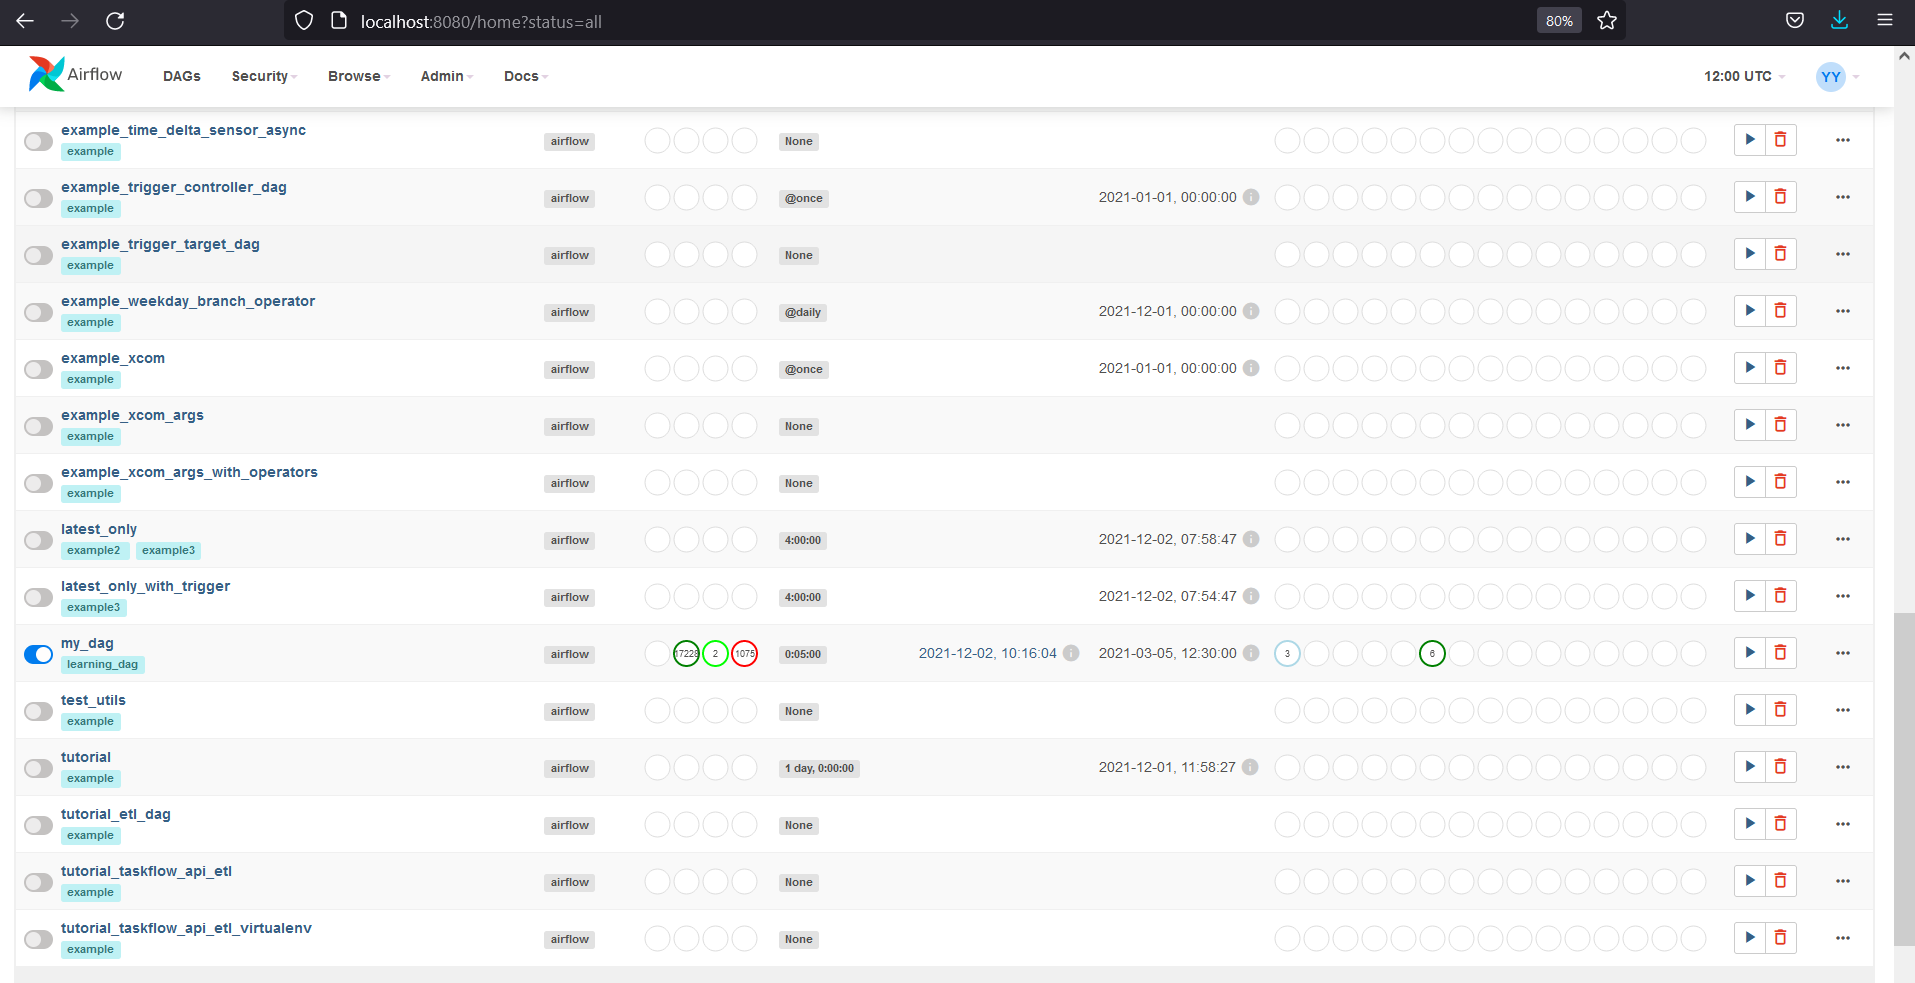 localhost:8080/home?status=all 80%
Airflow DAGs Security Browse Admin Docs 12:00 UTC YY
example_time_delta_sensor_async
example airflow None
example_trigger_controller_dag
example airflow @once 2021-01-01, 00:00:00
example_trigger_target_dag
example airflow None
example_weekday_branch_operator
example airflow @daily 2021-12-01, 00:00:00
example_xcom
example airflow @once 2021-01-01, 00:00:00
example_xcom_args
example airflow None
example_xcom_args_with_operators
example airflow None
latest_only
example2 example3 airflow 4:00:00 2021-12-02, 07:58:47
latest_only_with_trigger
example3 airflow 4:00:00 2021-12-02, 07:54:47
my_dag
learning_dag airflow 17228 2 1075 0:05:00 2021-12-02, 10:16:04 2021-03-05, 12:30:00 3 6
test_utils
example airflow None
tutorial
example airflow 1 day, 0:00:00 2021-12-01, 11:58:27
tutorial_etl_dag
example airflow None
tutorial_taskflow_api_etl
example airflow None
tutorial_taskflow_api_etl_virtualenv
example airflow None